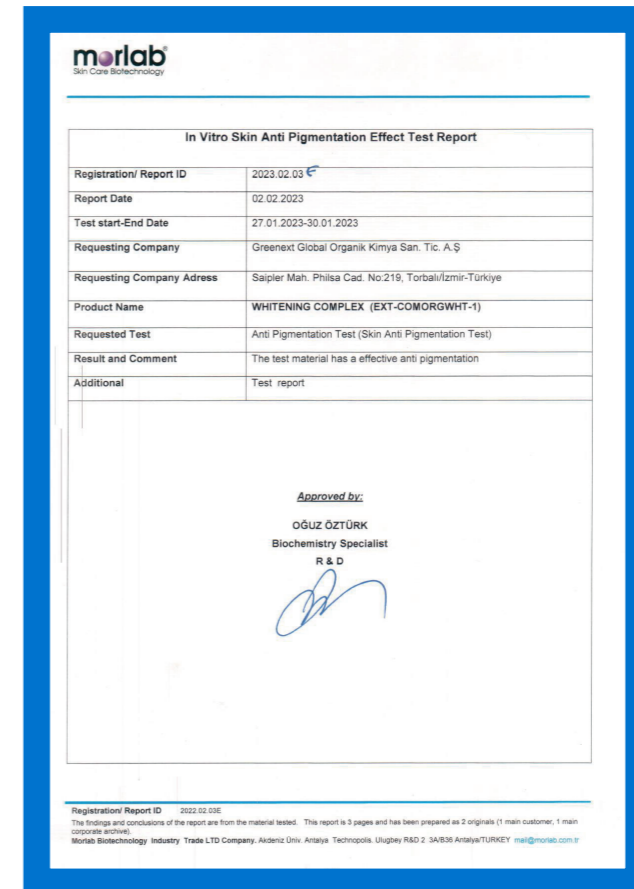 morlab
Skin Care Biotechnology
In Vitro Skin Anti Pigmentation Effect Test Report
Registration/ Report ID 2023.02.03 E
Report Date 02.02.2023
Test start-End Date 27.01.2023-30.01.2023
Requesting Company Greenext Global Organik Kimya San. Tic. A.Ş
Requesting Company Adress Saipler Mah. Philsa Cad. No:219, Torbalı/İzmir-Türkiye
Product Name WHITENING COMPLEX (EXT-COMORGWHT-1)
Requested Test Anti Pigmentation Test (Skin Anti Pigmentation Test)
Result and Comment The test material has a effective anti pigmentation
Additional Test report
Approved by:
OĞUZ ÖZTÜRK
Biochemistry Specialist
R & D
Registration/ Report ID 2022.02.03E
The findings and conclusions of the report are from the material tested. This report is 3 pages and has been prepared as 2 originals (1 main customer, 1 main
corporate archive).
Morlab Biotechnology Industry Trade LTD Company. Akdeniz Üniv. Antalya Technopolis. Ulugbey R&D 2 3A/B36 Antalya/TURKEY mail@morlab.com.tr